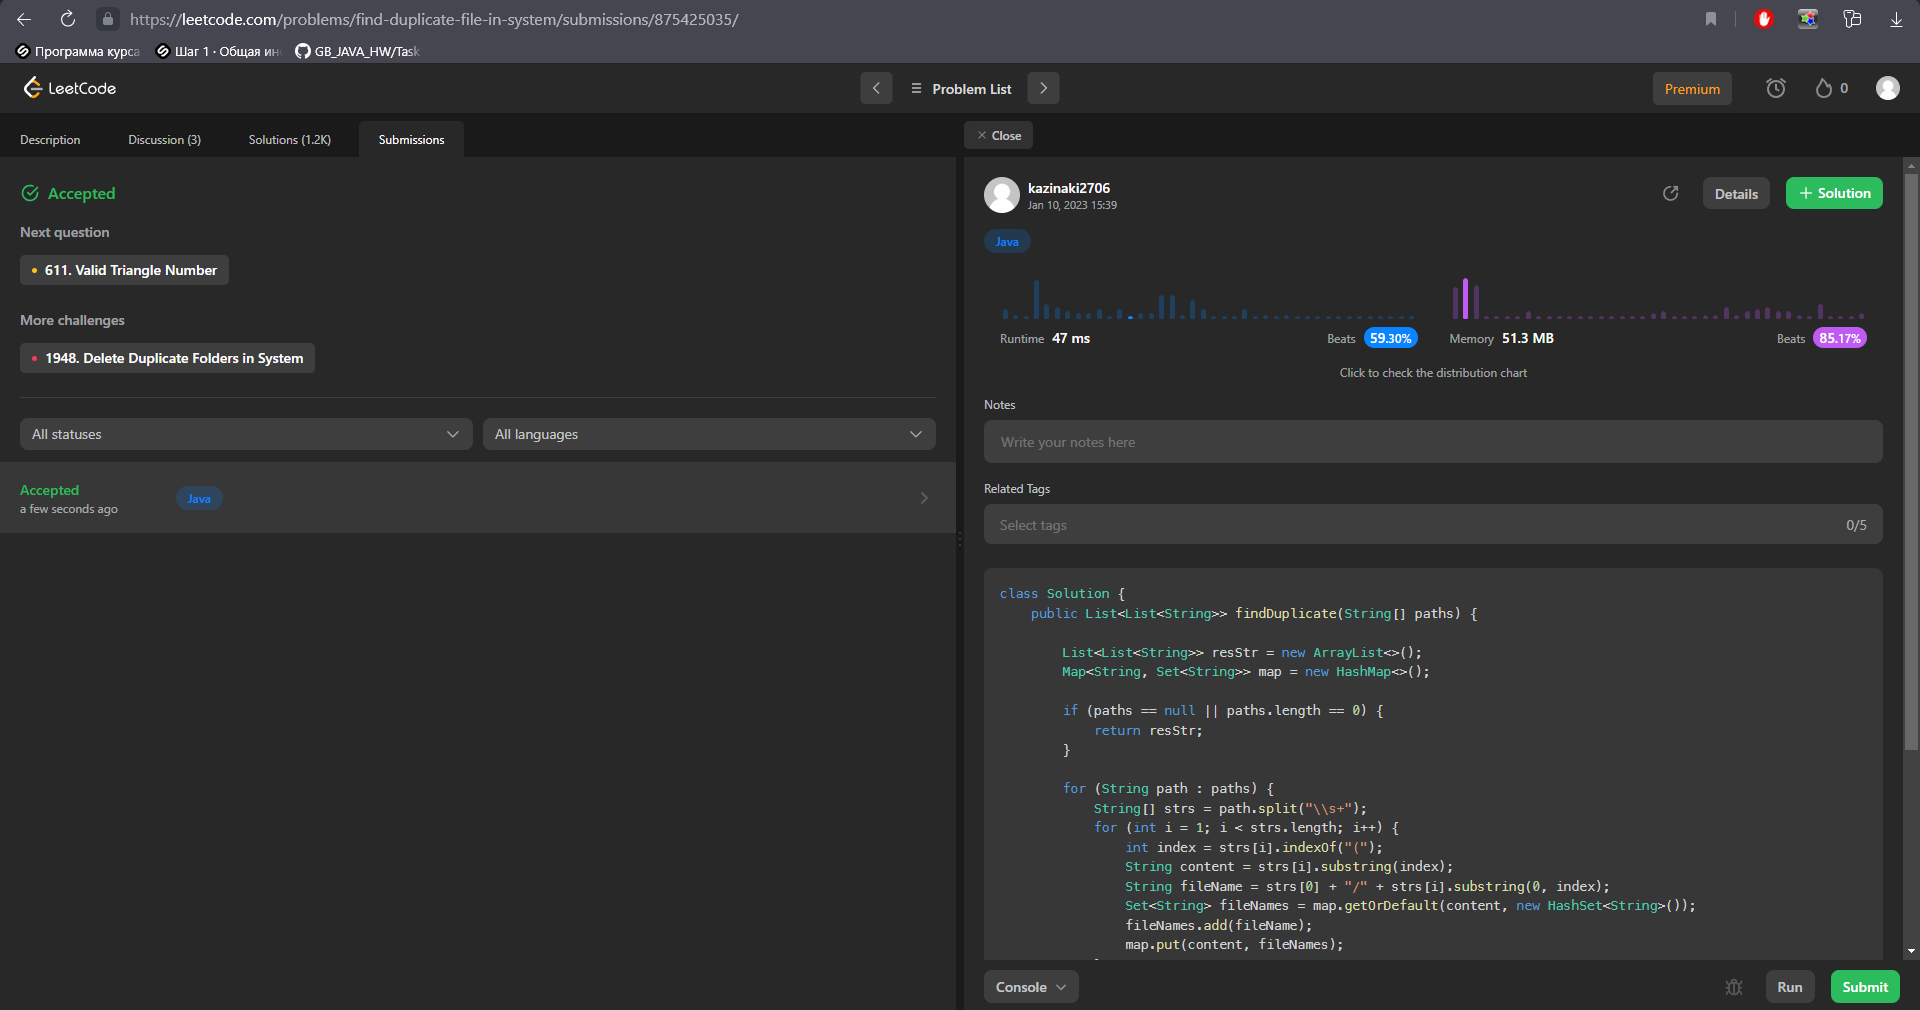 https://leetcode.com/problems/find-duplicate-file-in-system/submissions/875425035/
Программа курса
Шаг 1 · Общая ин
GB_JAVA_HW/Task
LeetCode
Problem List
Premium
0
Description
Discussion (3)
Solutions (1.2K)
Submissions
Close
Accepted
Next question
611. Valid Triangle Number
More challenges
1948. Delete Duplicate Folders in System
All statuses
All languages
Accepted
a few seconds ago
Java
kazinaki2706
Jan 10, 2023 15:39
Details
+ Solution
Java
Runtime 47 ms
Beats 59.30%
Memory 51.3 MB
Beats 85.17%
Click to check the distribution chart
Notes
Write your notes here
Related Tags
Select tags
0/5
class Solution {
    public List<List<String>> findDuplicate(String[] paths) {
        List<List<String>> resStr = new ArrayList<>();
        Map<String, Set<String>> map = new HashMap<>();
        if (paths == null || paths.length == 0) {
            return resStr;
        }
        for (String path : paths) {
            String[] strs = path.split("\\s+");
            for (int i = 1; i < strs.length; i++) {
                int index = strs[i].indexOf("(");
                String content = strs[i].substring(index);
                String fileName = strs[0] + "/" + strs[i].substring(0, index);
                Set<String> fileNames = map.getOrDefault(content, new HashSet<String>());
                fileNames.add(fileName);
                map.put(content, fileNames);
Console
Run
Submit